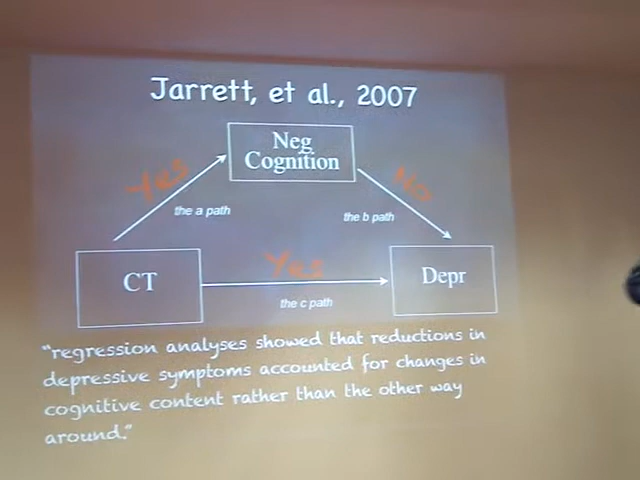 Jarrett, et al., 2007
Neg
Cognition
Yes
No
the a path
the b path
CT
Yes
Depr
the c path
"regression analyses showed that reductions in
depressive symptoms accounted for changes in
cognitive content rather than the other way
around."